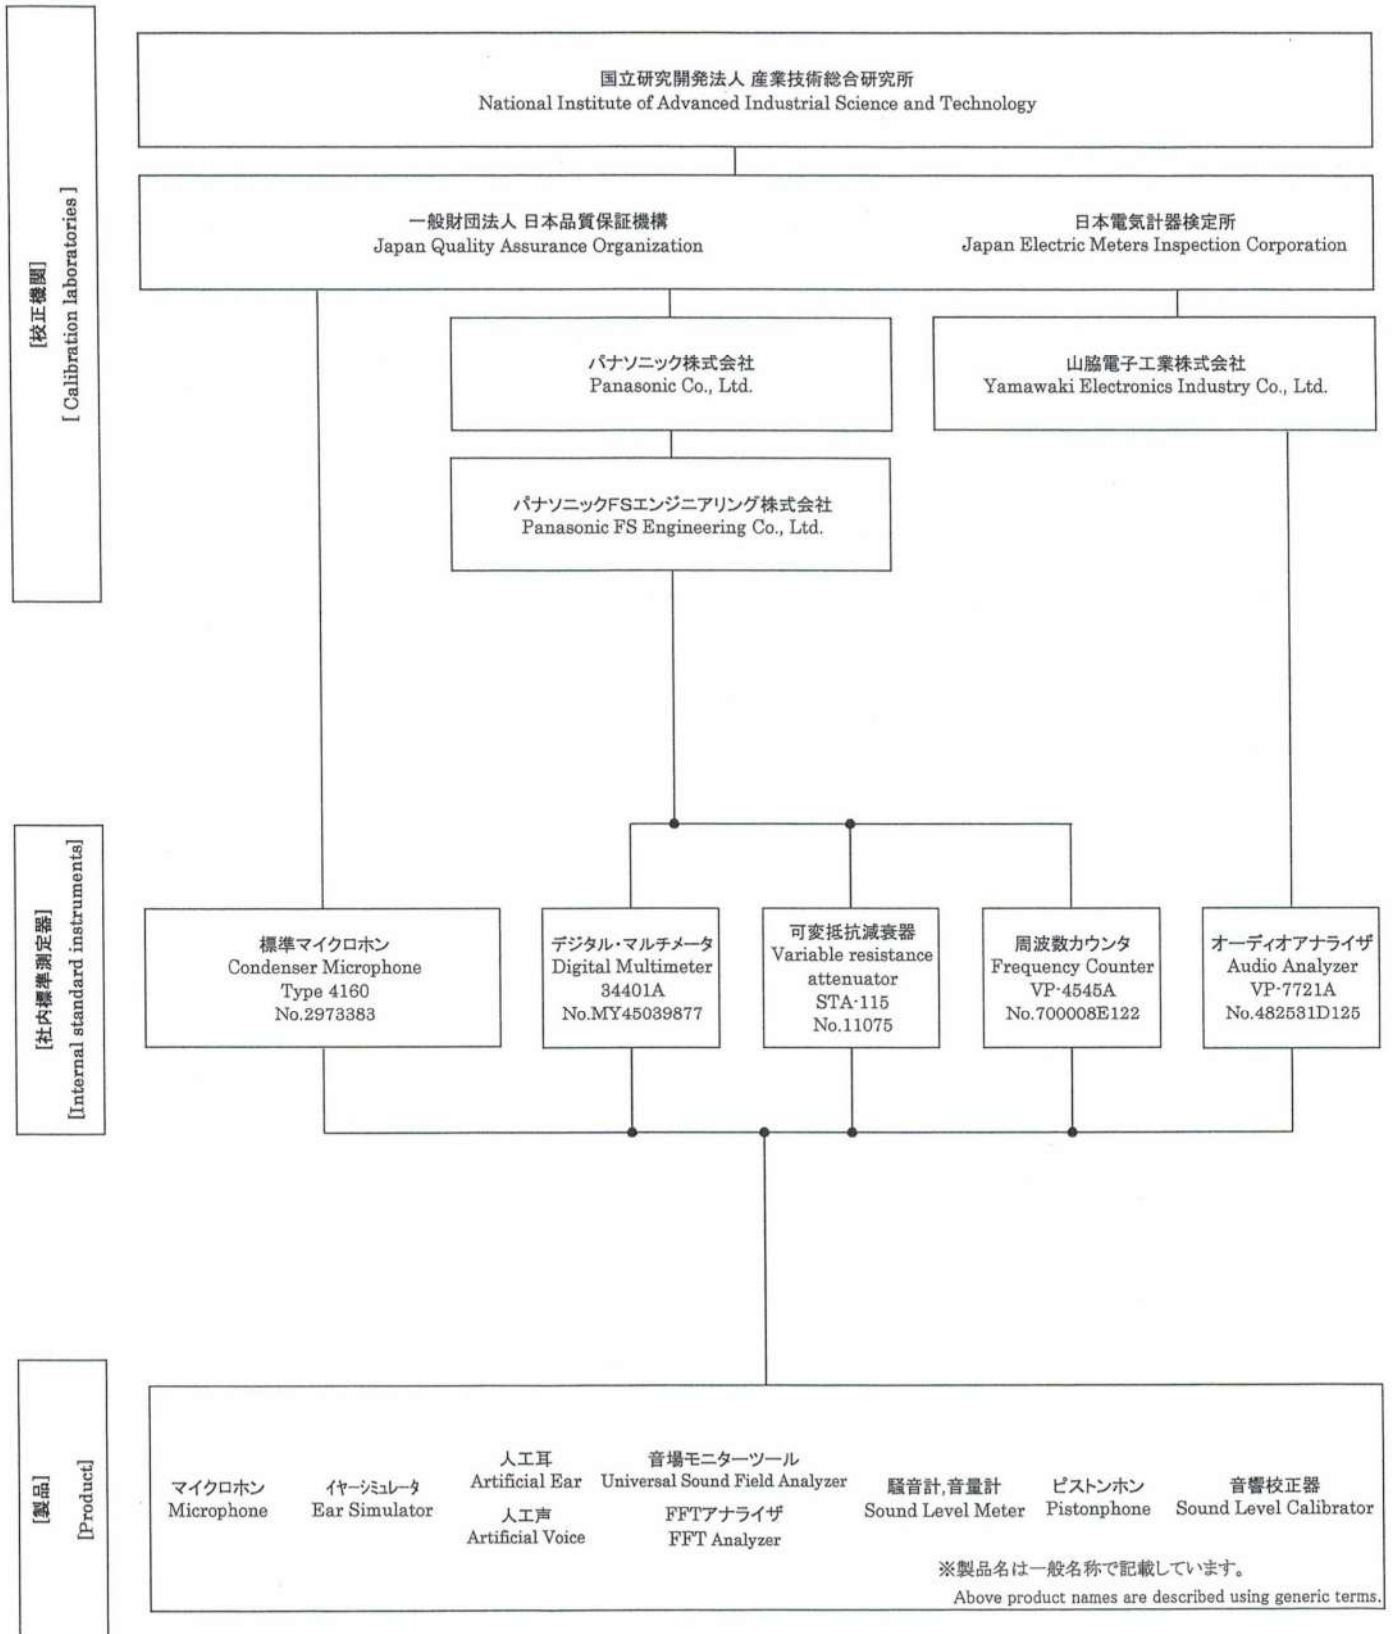 [校正機関]
[ Calibration laboratories ]
国立研究開発法人 産業技術総合研究所
National Institute of Advanced Industrial Science and Technology
一般財団法人 日本品質保証機構
Japan Quality Assurance Organization
日本電気計器検定所
Japan Electric Meters Inspection Corporation
パナソニック株式会社
Panasonic Co., Ltd.
山脇電子工業株式会社
Yamawaki Electronics Industry Co., Ltd.
パナソニックFSエンジニアリング株式会社
Panasonic FS Engineering Co., Ltd.
[社内標準測定器]
[Internal standard instruments]
標準マイクロホン
Condenser Microphone
Type 4160
No.2973383
デジタル・マルチメータ
Digital Multimeter
34401A
No.MY45039877
可変抵抗減衰器
Variable resistance
attenuator
STA-115
No.11075
周波数カウンタ
Frequency Counter
VP-4545A
No.700008E122
オーディオアナライザ
Audio Analyzer
VP-7721A
No.482531D125
[製品]
[Product]
マイクロホン
Microphone
イヤーシミュレータ
Ear Simulator
人工耳
Artificial Ear
人工声
Artificial Voice
音場モニターツール
Universal Sound Field Analyzer
FFTアナライザ
FFT Analyzer
騒音計,音量計
Sound Level Meter
ピストンホン
Pistonphone
音響校正器
Sound Level Calibrator
※製品名は一般名称で記載しています。
Above product names are described using generic terms.